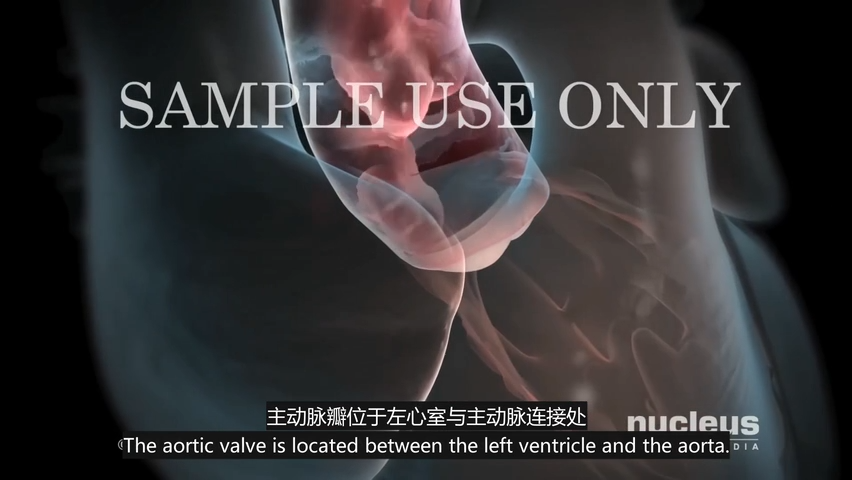 SAMPLE USE ONLY
主动脉瓣位于左心室与主动脉连接处
nucleus
The aortic valve is located between the left ventricle and the aorta.